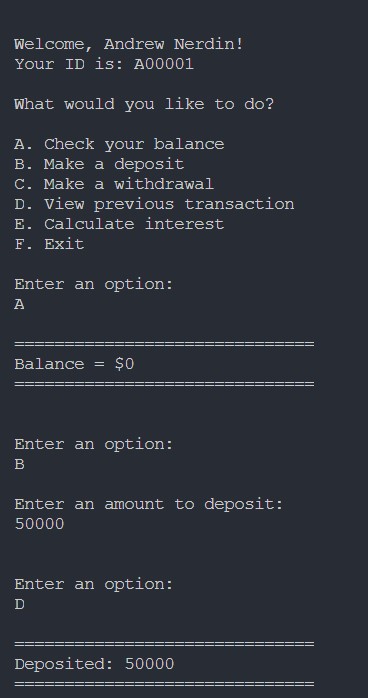 Welcome, Andrew Nerdin!
Your ID is: A00001
What would you like to do?
A. Check your balance
B. Make a deposit
C. Make a withdrawal
D. View previous transaction
E. Calculate interest
F. Exit
Enter an option:
A
==============================
Balance = $0
==============================
Enter an option:
B
Enter an amount to deposit:
50000
Enter an option:
D
==============================
Deposited: 50000
==============================